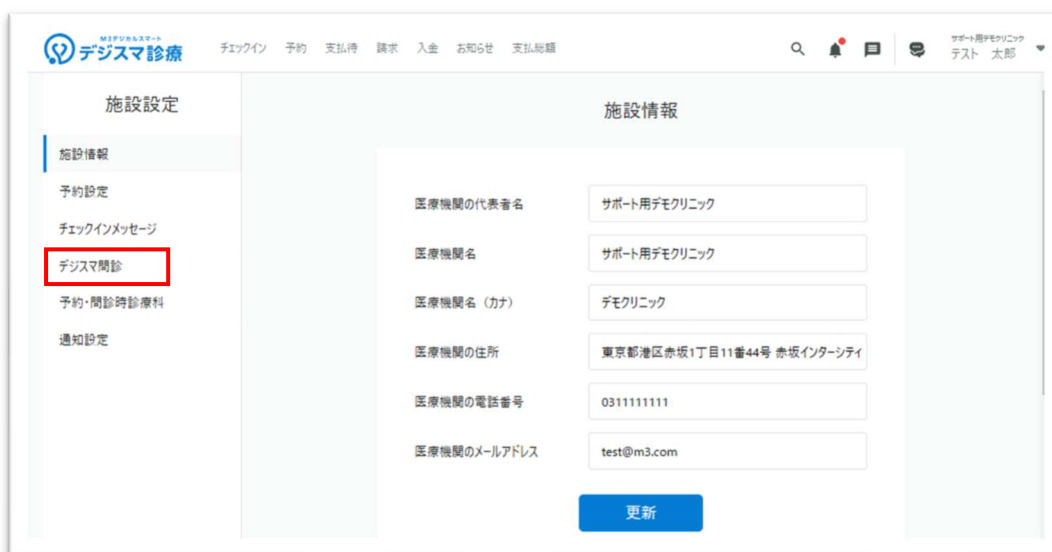 M3デジカルスマート
デジスマ診療
チェックイン 予約 支払待 請求 入金 お知らせ 支払総額
サポート用デモクリニック
テスト 太郎
施設設定
施設情報
予約設定
チェックインメッセージ
デジスマ問診
予約・問診時診療科
通知設定
施設情報
医療機関の代表者名 サポート用デモクリニック
医療機関名 サポート用デモクリニック
医療機関名（カナ） デモクリニック
医療機関の住所 東京都港区赤坂1丁目11番44号 赤坂インターシティ
医療機関の電話番号 0311111111
医療機関のメールアドレス test@m3.com
更新